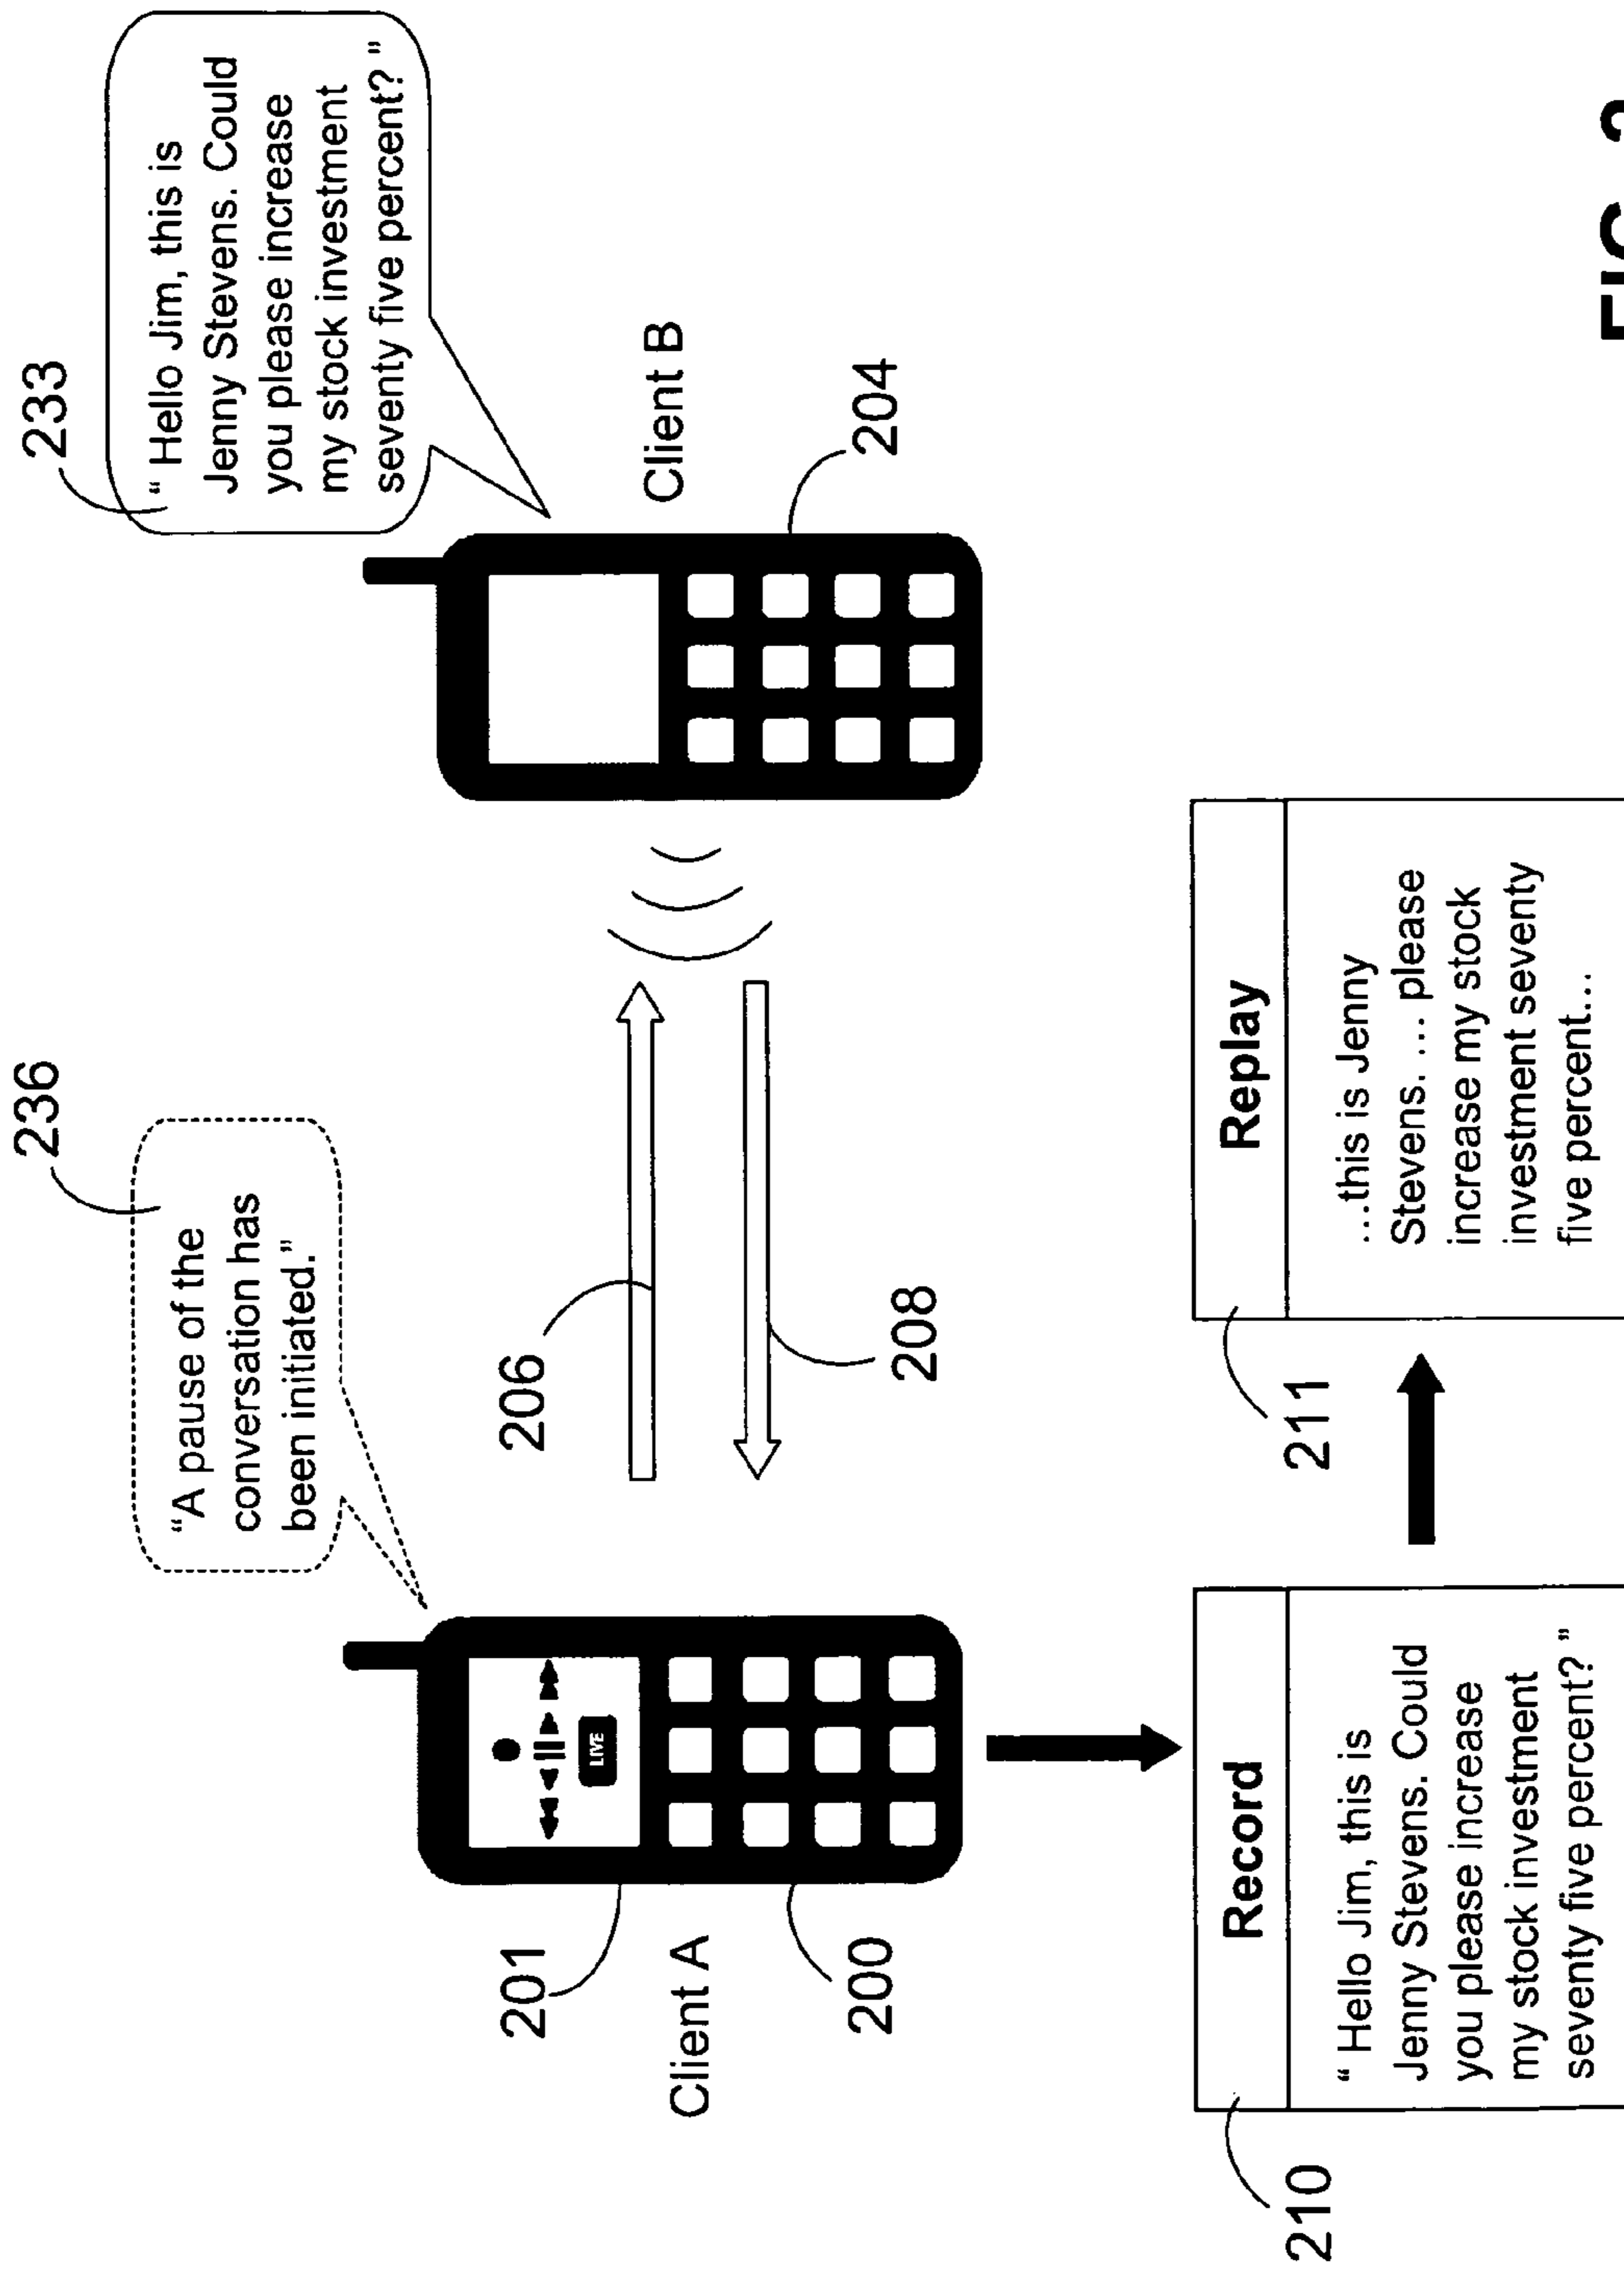 236
233
“A pause of the
conversation has
been initiated.”
“ Hello Jim, this is
Jenny Stevens. Could
you please increase
my stock investment
seventy five percent? ”
201
Client A
200
LIVE
206
208
Client B
204
210
Record
“ Hello Jim, this is
Jenny Stevens. Could
you please increase
my stock investment
seventy five percent? ”
211
Replay
…this is Jenny
Stevens. … please
increase my stock
investment seventy
five percent…
FIG. 2